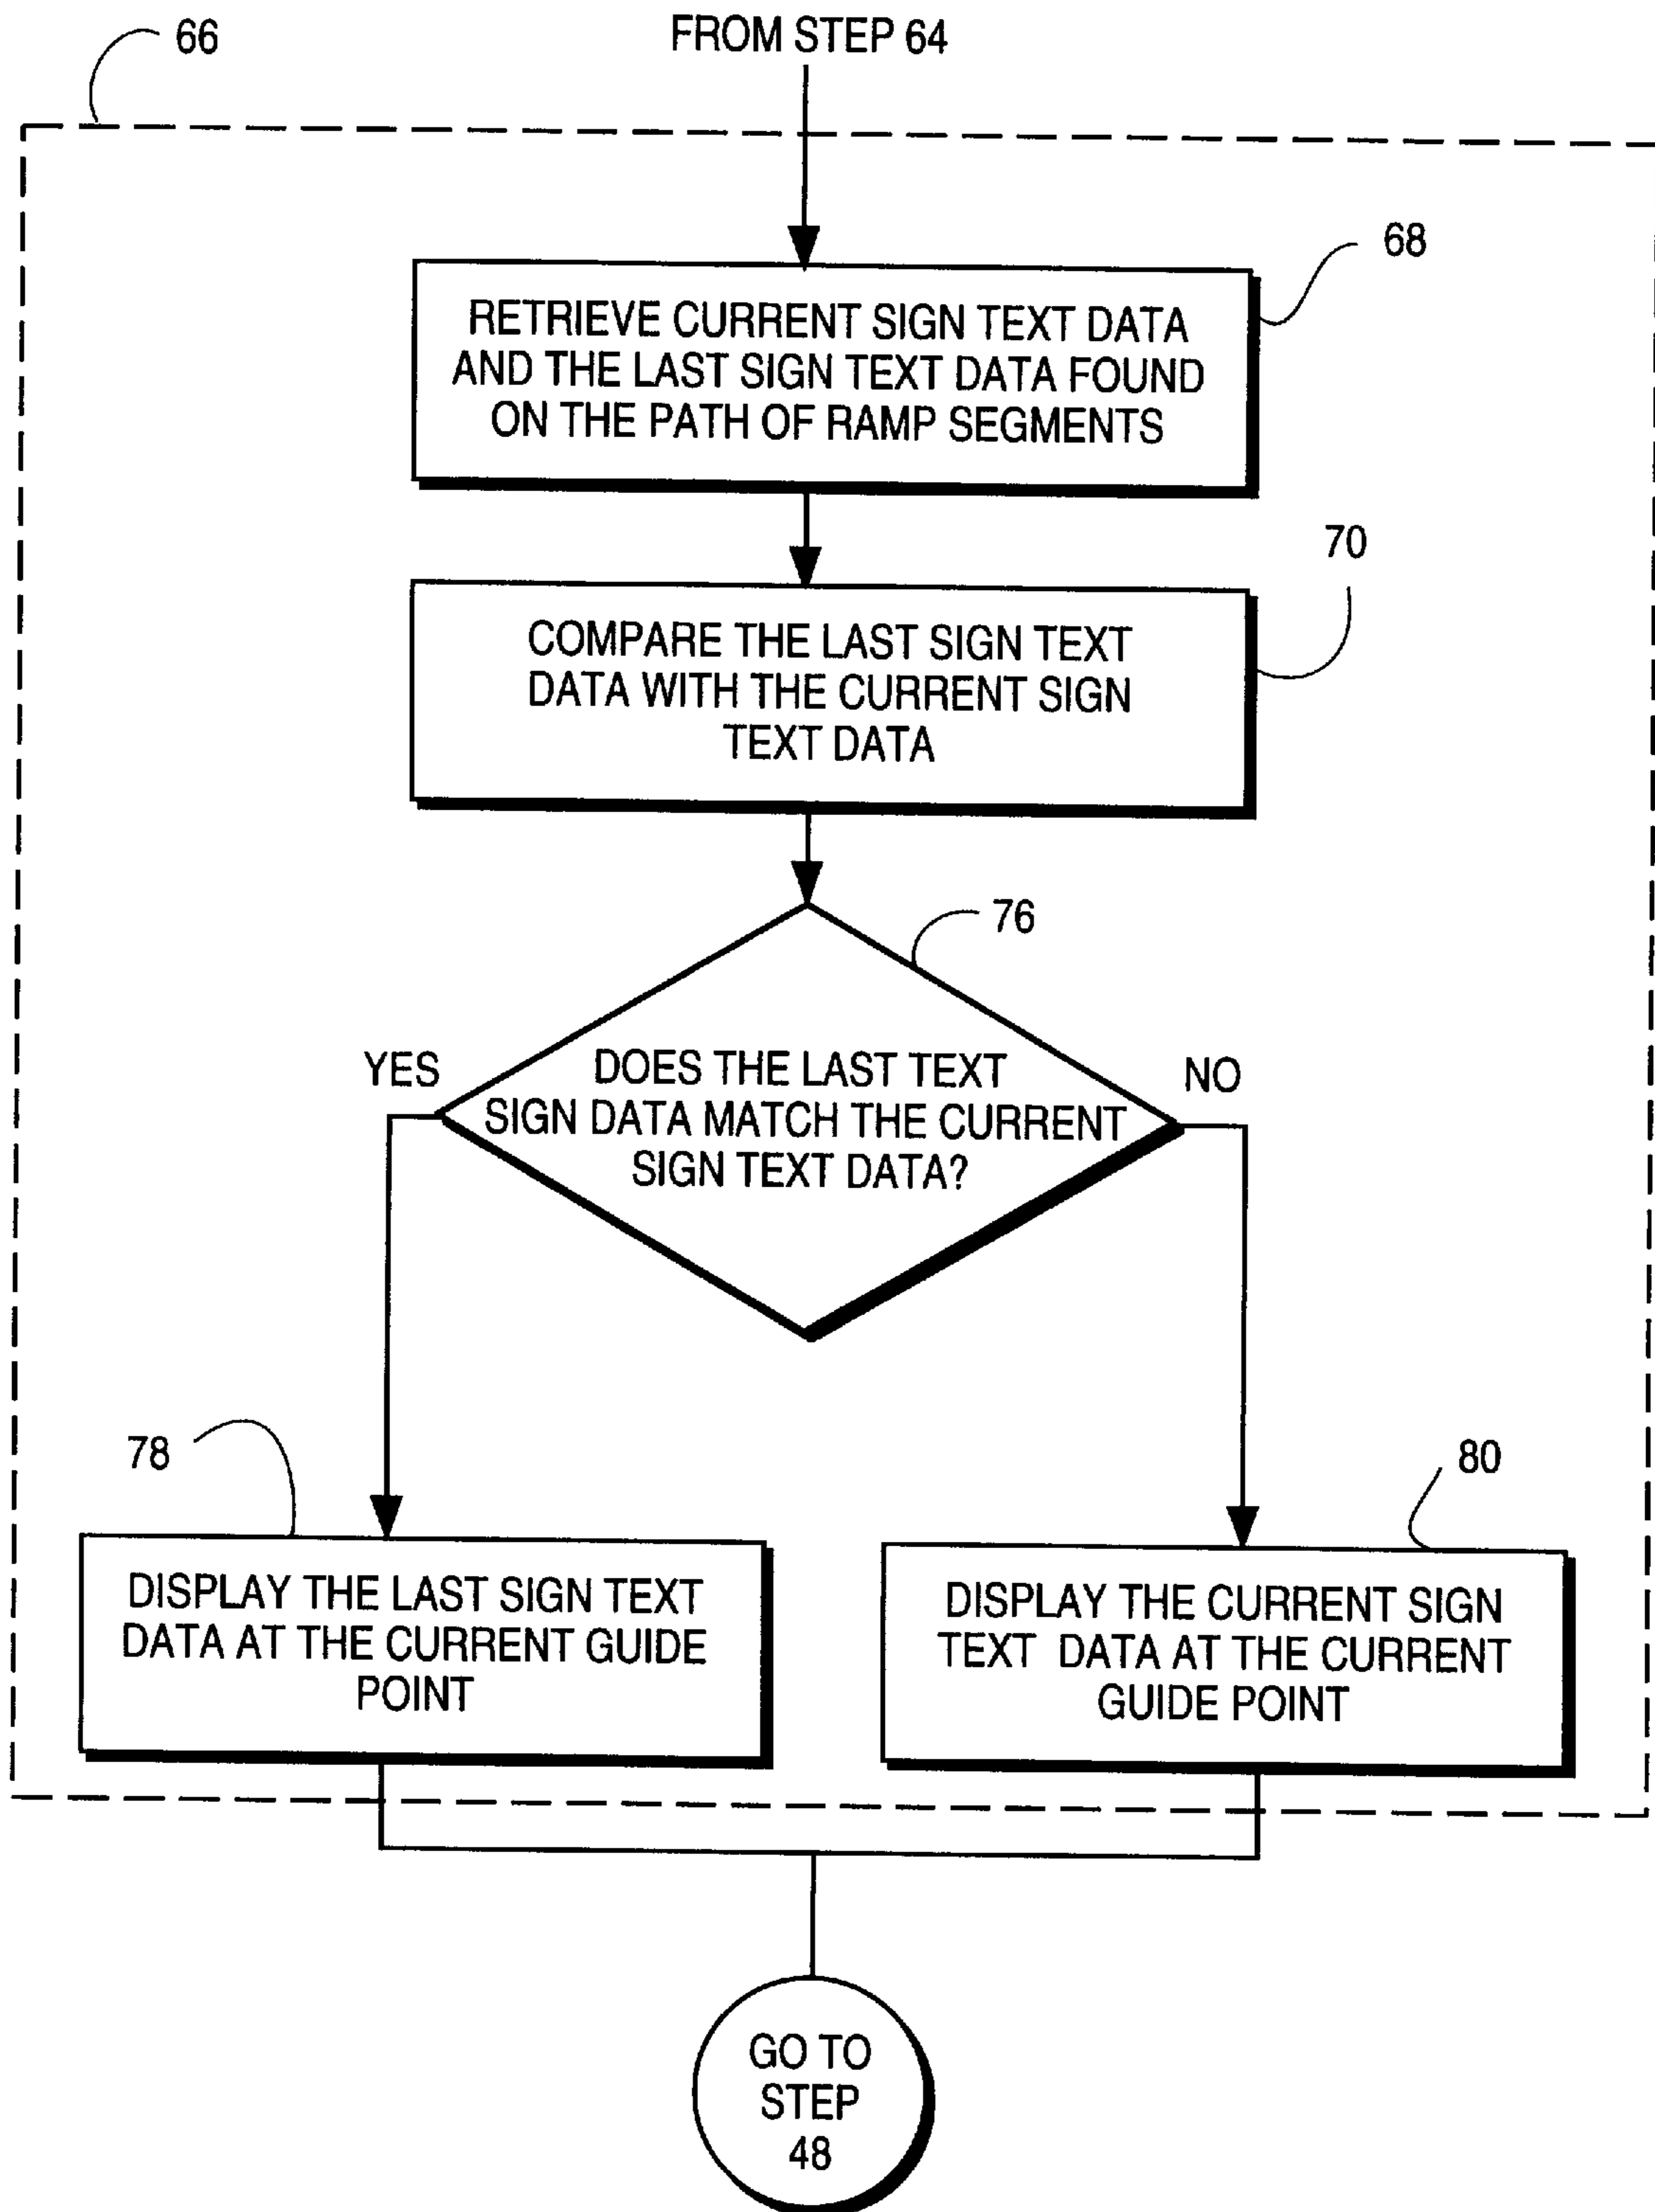 66
FROM STEP 64
68
RETRIEVE CURRENT SIGN TEXT DATA
AND THE LAST SIGN TEXT DATA FOUND
ON THE PATH OF RAMP SEGMENTS
70
COMPARE THE LAST SIGN TEXT
DATA WITH THE CURRENT SIGN
TEXT DATA
76
YES
DOES THE LAST TEXT
SIGN DATA MATCH THE CURRENT
SIGN TEXT DATA?
NO
78
DISPLAY THE LAST SIGN TEXT
DATA AT THE CURRENT GUIDE
POINT
80
DISPLAY THE CURRENT SIGN
TEXT DATA AT THE CURRENT
GUIDE POINT
GO TO
STEP
48